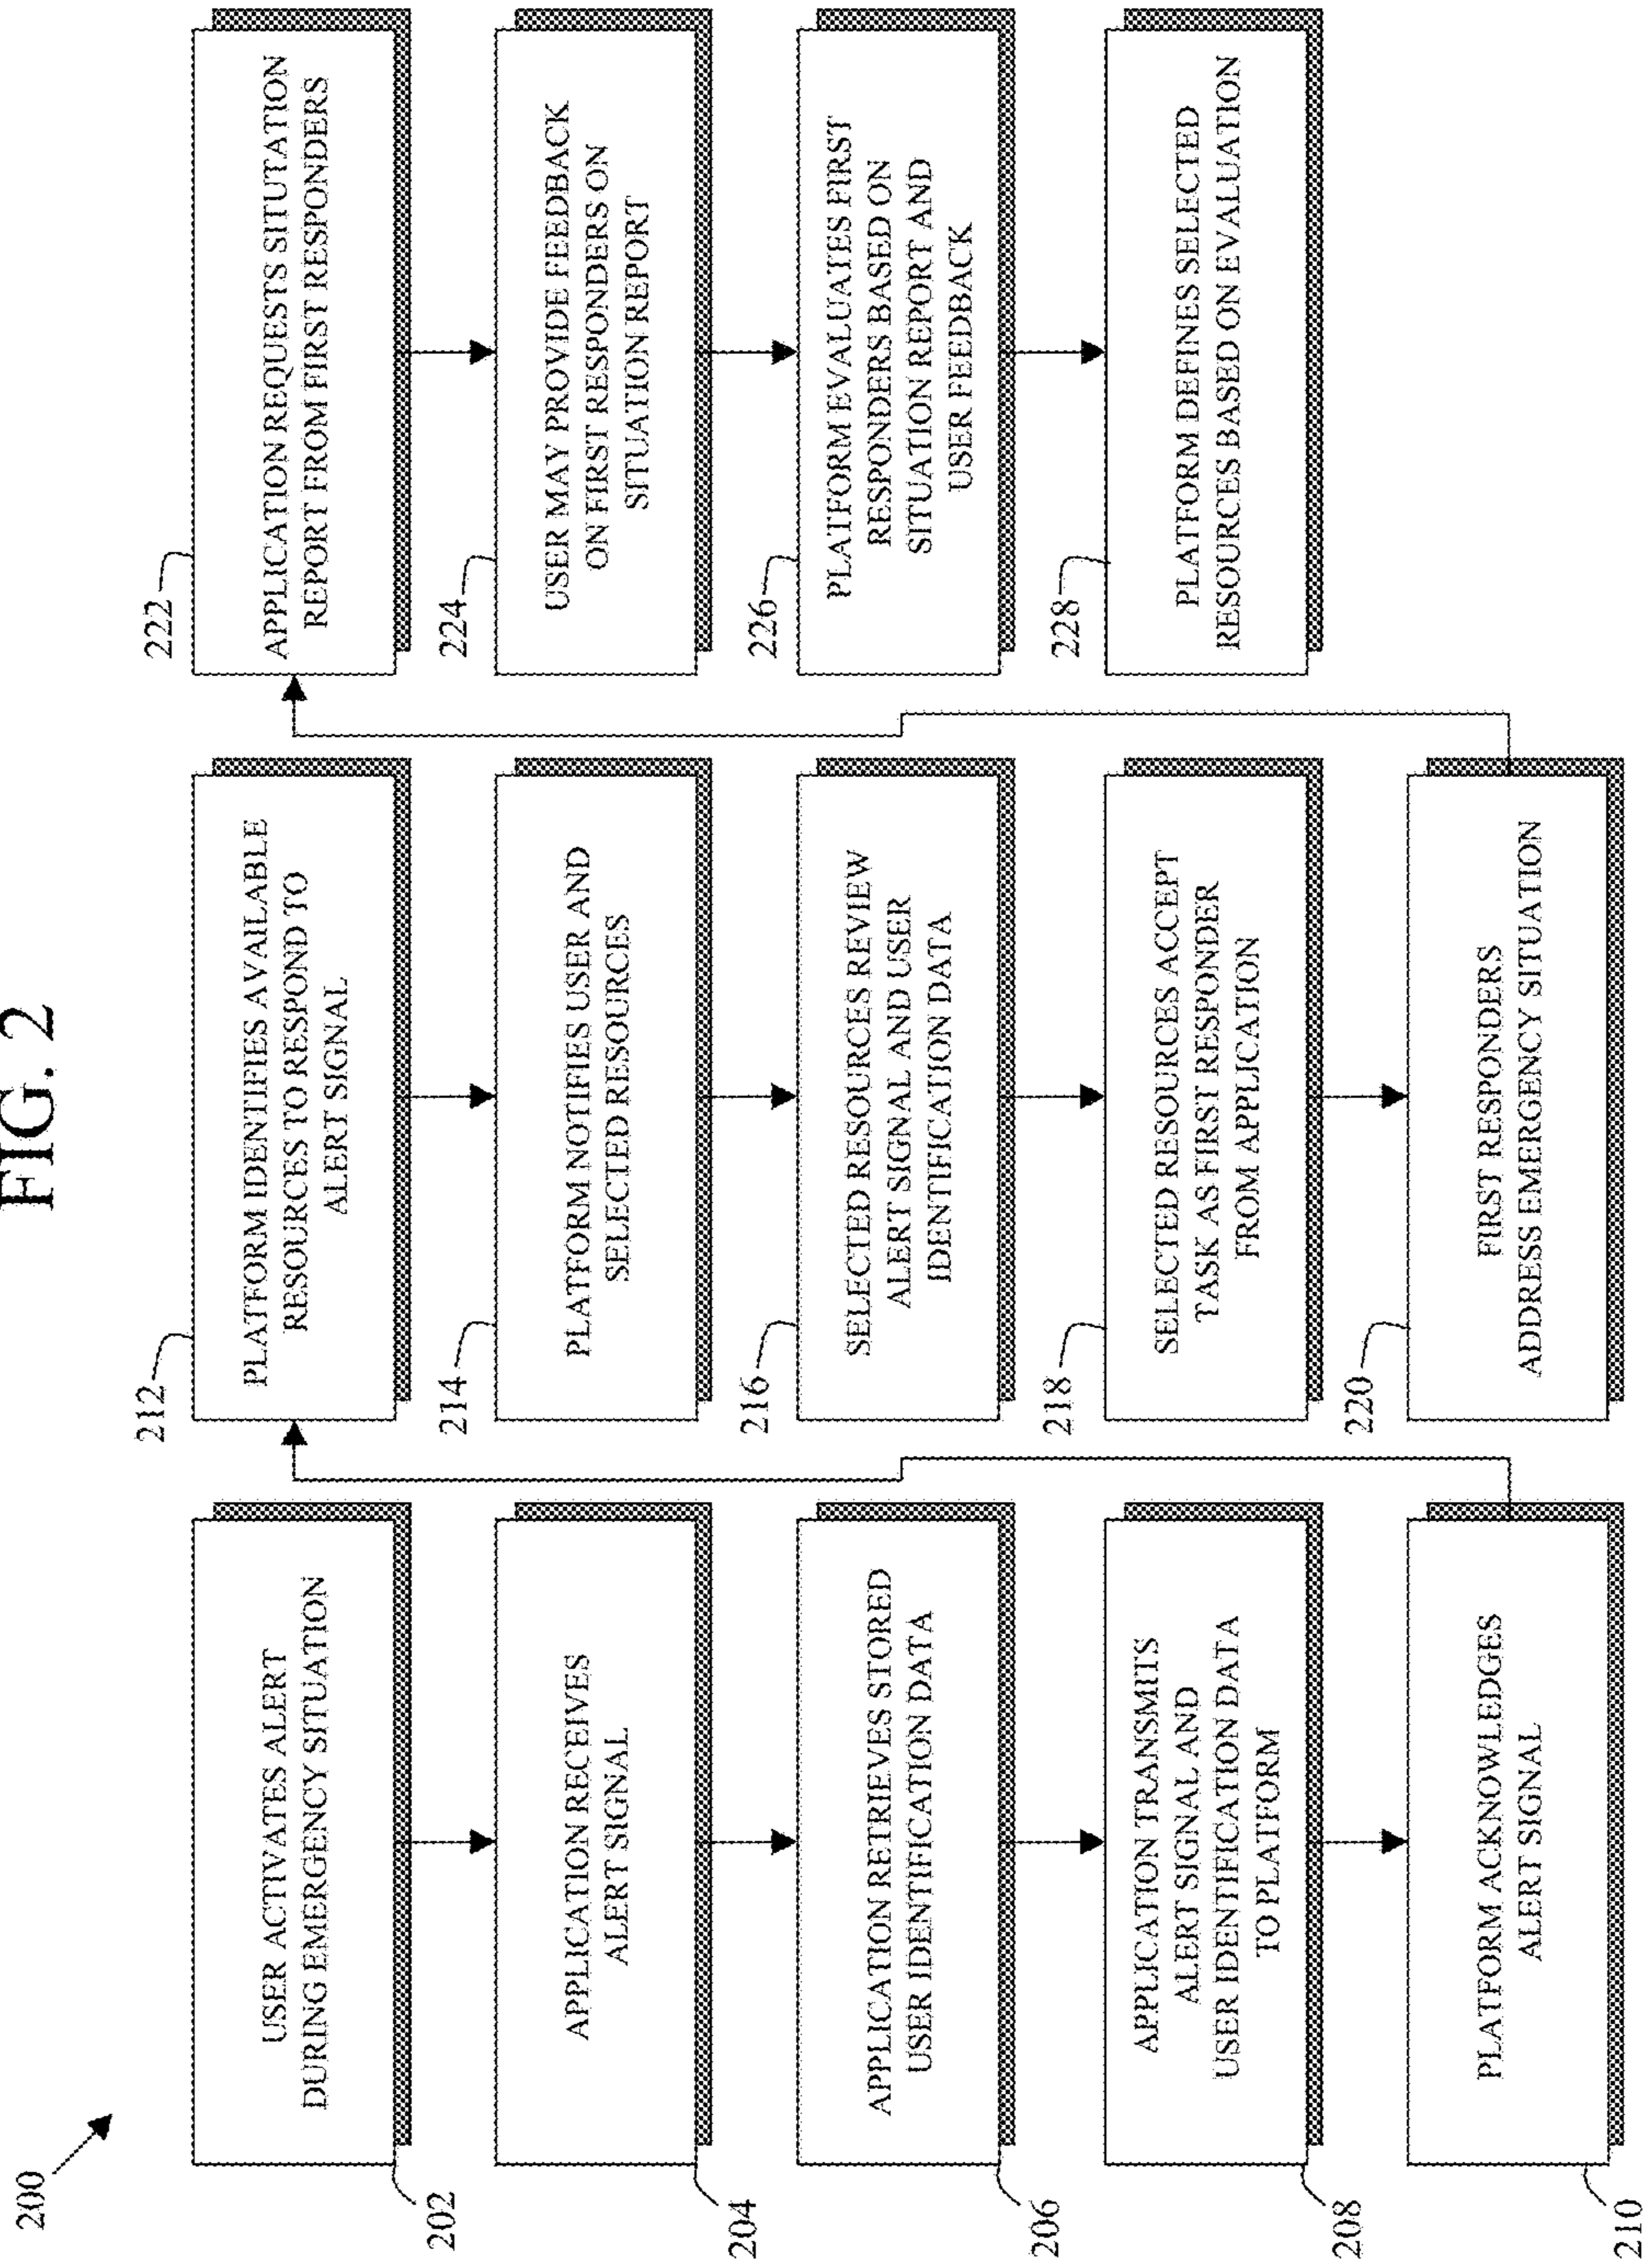 FIG. 2
200
202
USER ACTIVATES ALERT
DURING EMERGENCY SITUATION
204
APPLICATION RECEIVES
ALERT SIGNAL
206
APPLICATION RETRIEVES STORED
USER IDENTIFICATION DATA
208
APPLICATION TRANSMITS
ALERT SIGNAL AND
USER IDENTIFICATION DATA
TO PLATFORM
210
PLATFORM ACKNOWLEDGES
ALERT SIGNAL
212
PLATFORM IDENTIFIES AVAILABLE
RESOURCES TO RESPOND TO
ALERT SIGNAL
214
PLATFORM NOTIFIES USER AND
SELECTED RESOURCES
216
SELECTED RESOURCES REVIEW
ALERT SIGNAL AND USER
IDENTIFICATION DATA
218
SELECTED RESOURCES ACCEPT
TASK AS FIRST RESPONDER
FROM APPLICATION
220
FIRST RESPONDERS
ADDRESS EMERGENCY SITUATION
222
APPLICATION REQUESTS SITUTATION
REPORT FROM FIRST RESPONDERS
224
USER MAY PROVIDE FEEDBACK
ON FIRST RESPONDERS ON
SITUATION REPORT
226
PLATFORM EVALUATES FIRST
RESPONDERS BASED ON
SITUATION REPORT AND
USER FEEDBACK
228
PLATFORM DEFINES SELECTED
RESOURCES BASED ON EVALUATION